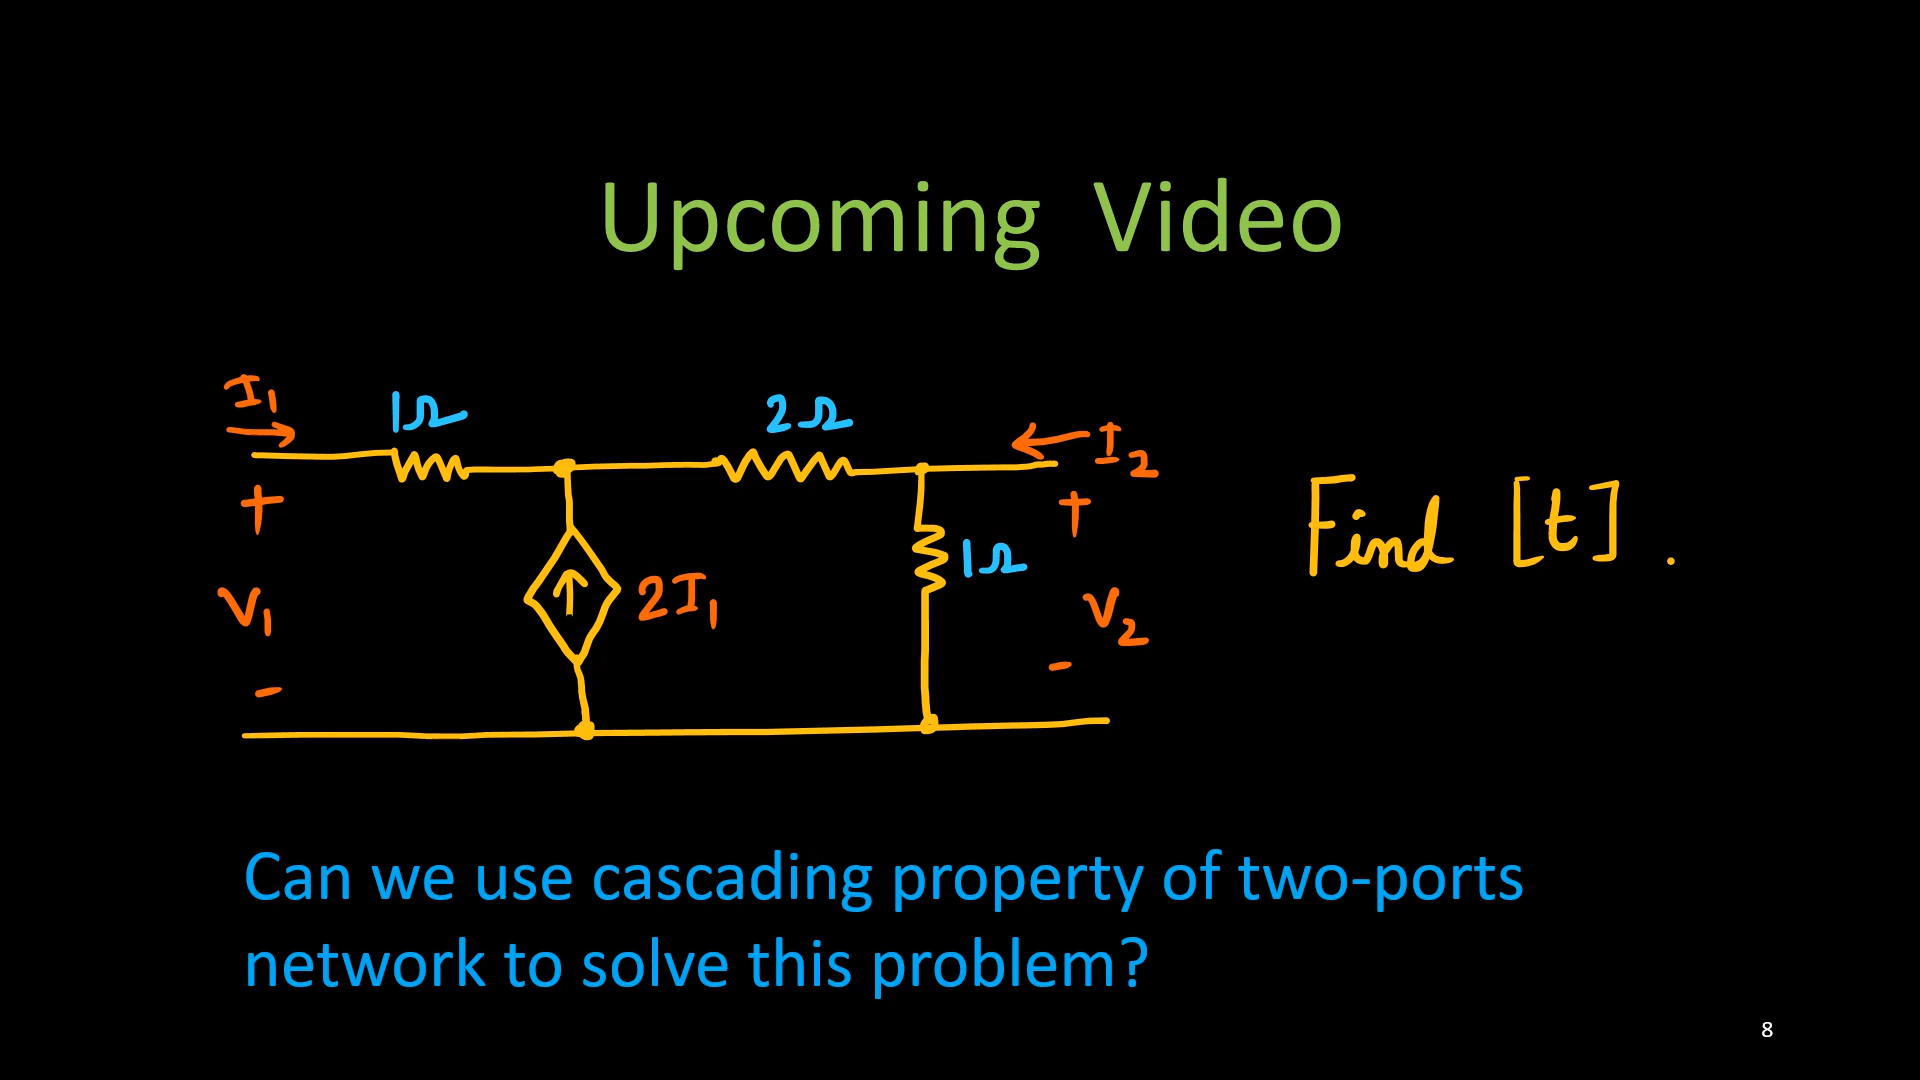 Upcoming Video
I₁
1Ω
2Ω
I₂
+
+
Find [t].
1Ω
V₁
2I₁
V₂
-
-
Can we use cascading property of two-ports
network to solve this problem?
8